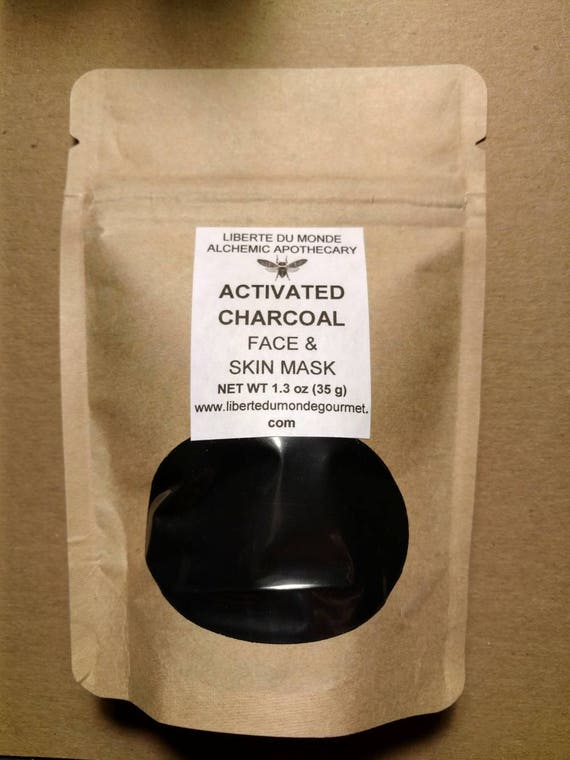 LIBERTE DU MONDE
ALCHEMIC APOTHECARY
ACTIVATED
CHARCOAL
FACE &
SKIN MASK
NET WT 1.3 oz (35 g)
www.libertedumondegourmet.
com